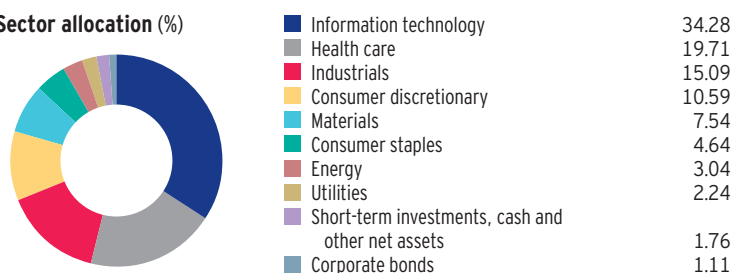 Sector allocation (%)
Information technology 34.28
Health care 19.71
Industrials 15.09
Consumer discretionary 10.59
Materials 7.54
Consumer staples 4.64
Energy 3.04
Utilities 2.24
Short-term investments, cash and
other net assets 1.76
Corporate bonds 1.11